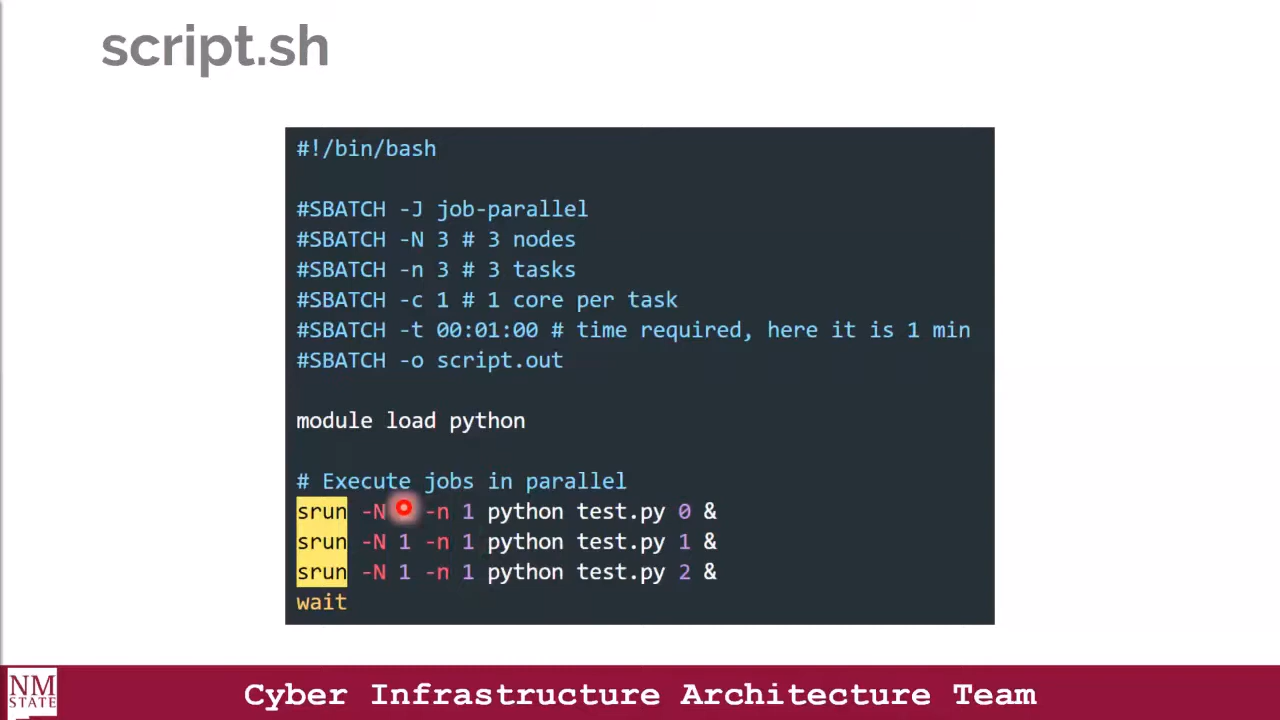 script.sh
#!/bin/bash
#SBATCH -J job-parallel
#SBATCH -N 3 # 3 nodes
#SBATCH -n 3 # 3 tasks
#SBATCH -c 1 # 1 core per task
#SBATCH -t 00:01:00 # time required, here it is 1 min
#SBATCH -o script.out
module load python
# Execute jobs in parallel
srun -N -n 1 python test.py 0 &
srun -N 1 -n 1 python test.py 1 &
srun -N 1 -n 1 python test.py 2 &
wait
NM
STATE
Cyber Infrastructure Architecture Team